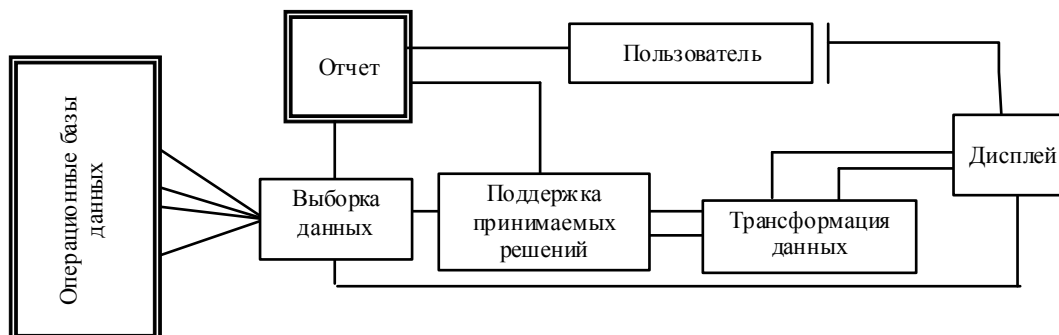 Операционные базы
данных
Отчет
Пользователь
Выборка
данных
Поддержка
принимаемых
решений
Трансформация
данных
Дисплей